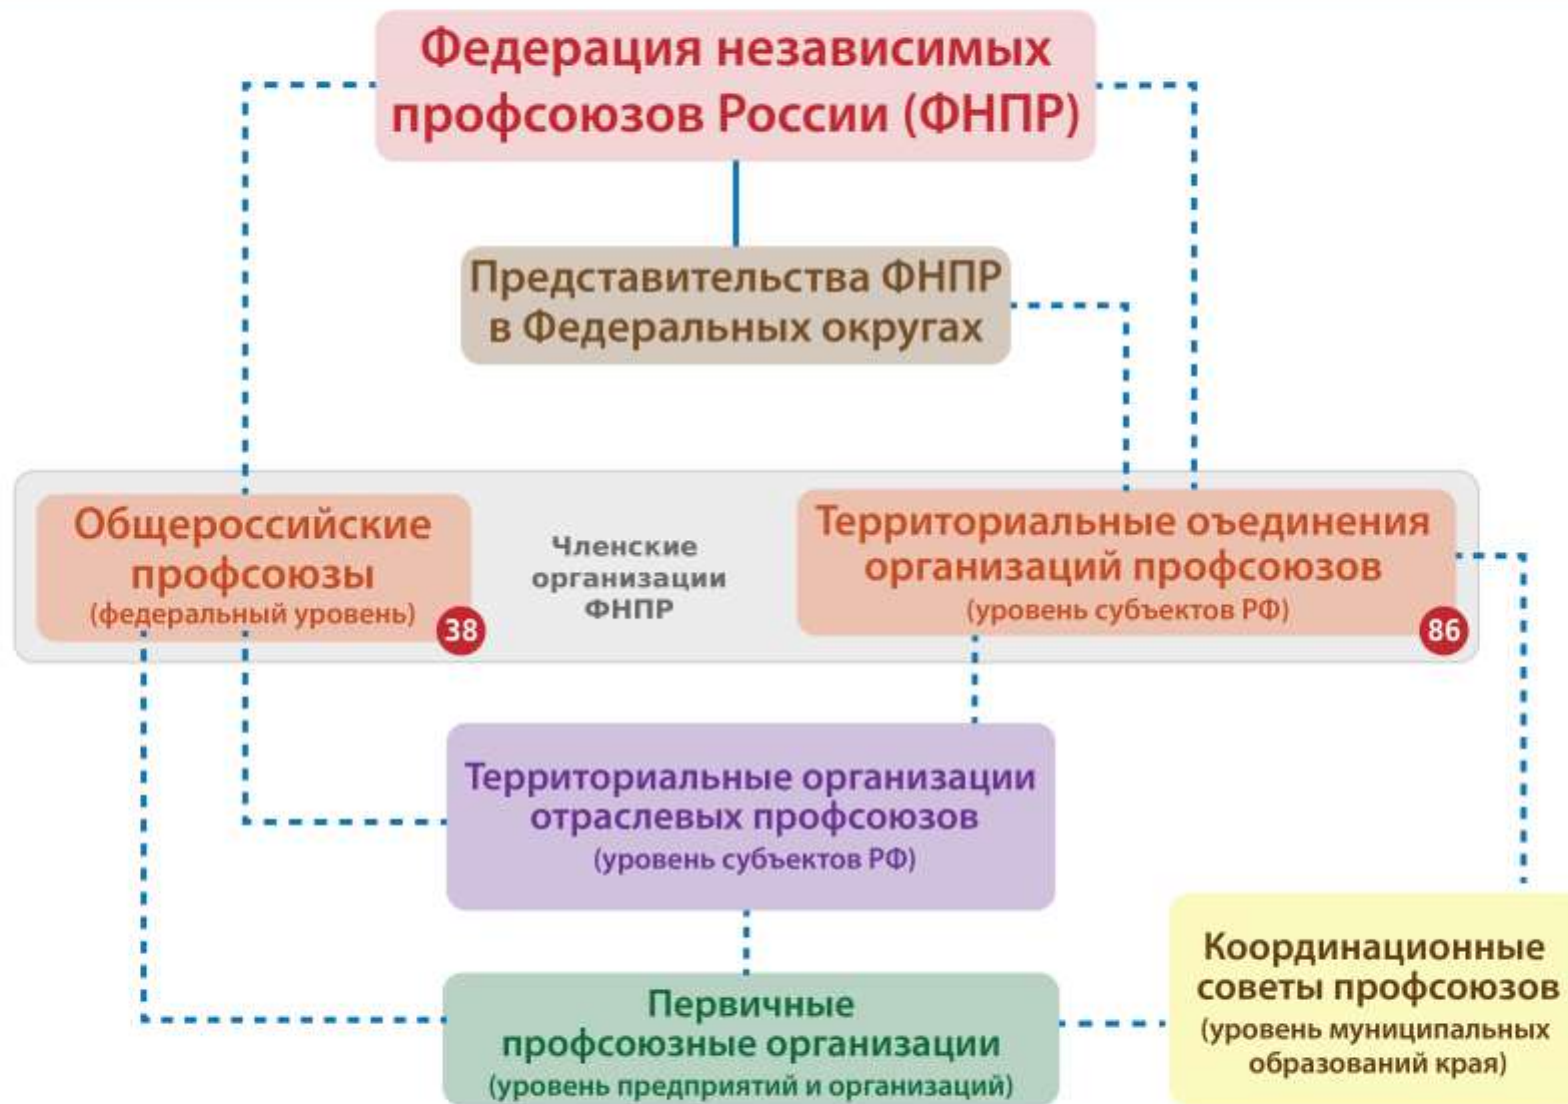 Федерация независимых
профсоюзов России (ФНПР)
Представительства ФНПР
в Федеральных округах
Общероссийские
профсоюзы
(федеральный уровень)
38
Членские
организации
ФНПР
Территориальные оъединения
организаций профсоюзов
(уровень субъектов РФ)
86
Территориальные организации
отраслевых профсоюзов
(уровень субъектов РФ)
Первичные
профсоюзные организации
(уровень предприятий и организаций)
Координационные
советы профсоюзов
(уровень муниципальных
образований края)